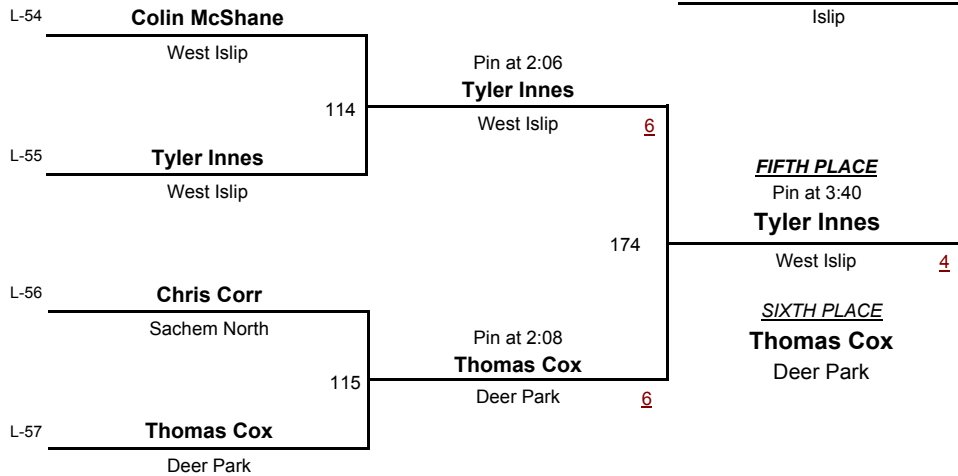 L-54
Colin McShane
West Islip
Islip
Pin at 2:06
114
Tyler Innes
West Islip
6
L-55
Tyler Innes
West Islip
FIFTH PLACE
Pin at 3:40
Tyler Innes
174
West Islip
4
L-56
Chris Corr
Sachem North
SIXTH PLACE
Thomas Cox
Deer Park
Pin at 2:08
115
Thomas Cox
Deer Park
6
L-57
Thomas Cox
Deer Park